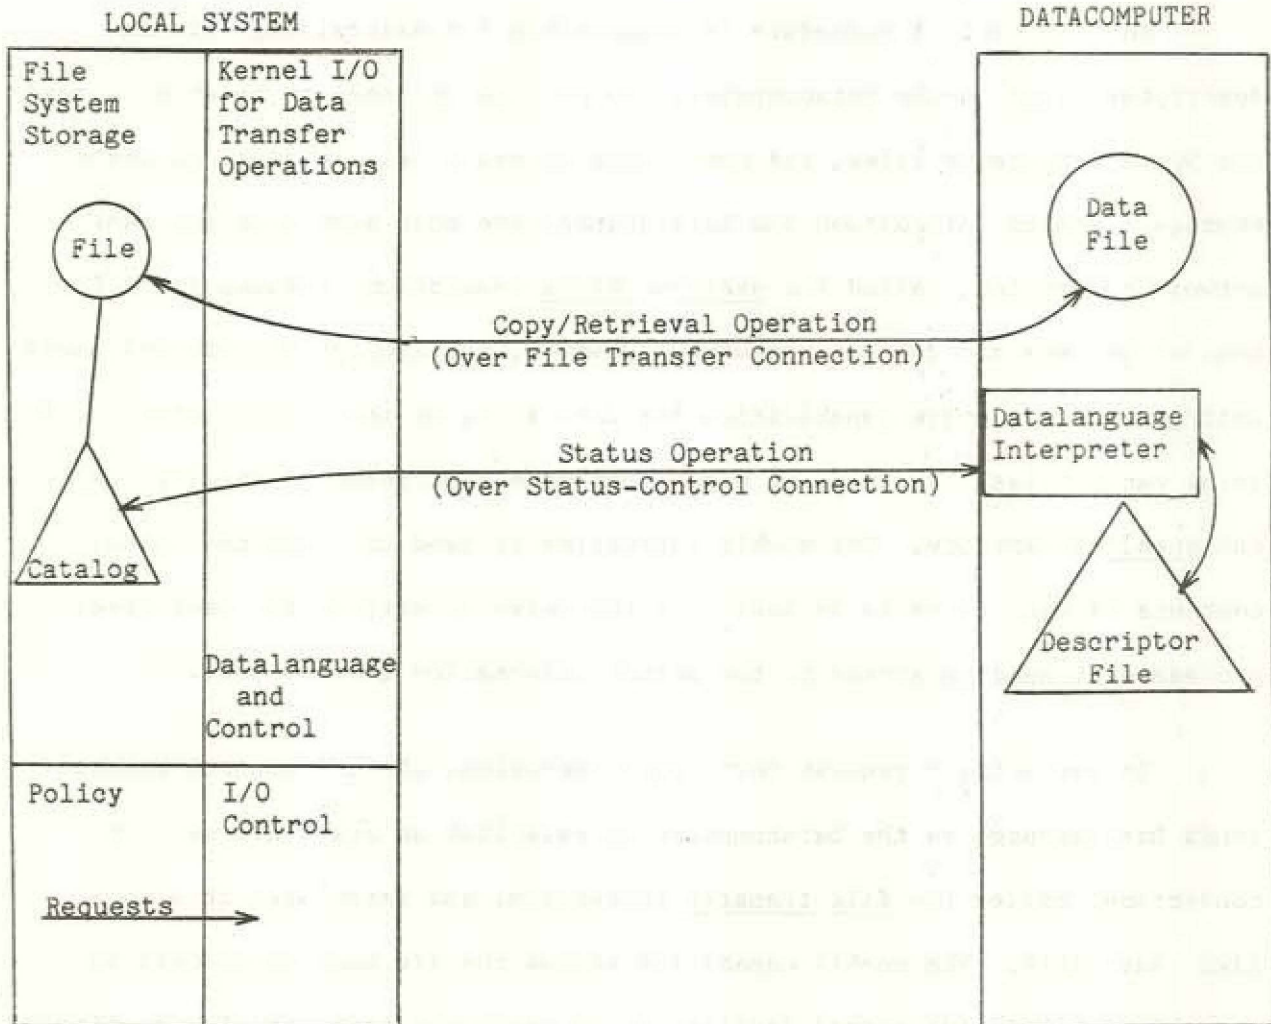 LOCAL SYSTEM
DATACOMPUTER
File
System
Storage
Kernel I/O
for Data
Transfer
Operations
File
Data
File
Copy/Retrieval Operation
(Over File Transfer Connection)
Datalanguage
Interpreter
Status Operation
(Over Status-Control Connection)
Catalog
Descriptor
File
Datalanguage
and
Control
Policy
I/O
Control
Requests